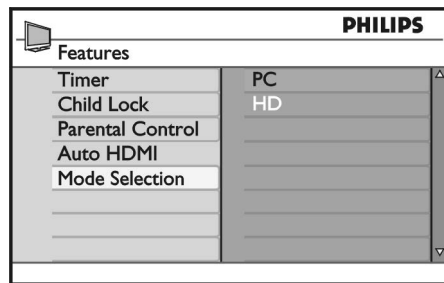 PHILIPS
Features
Timer PC
Child Lock HD
Parental Control
Auto HDMI
Mode Selection